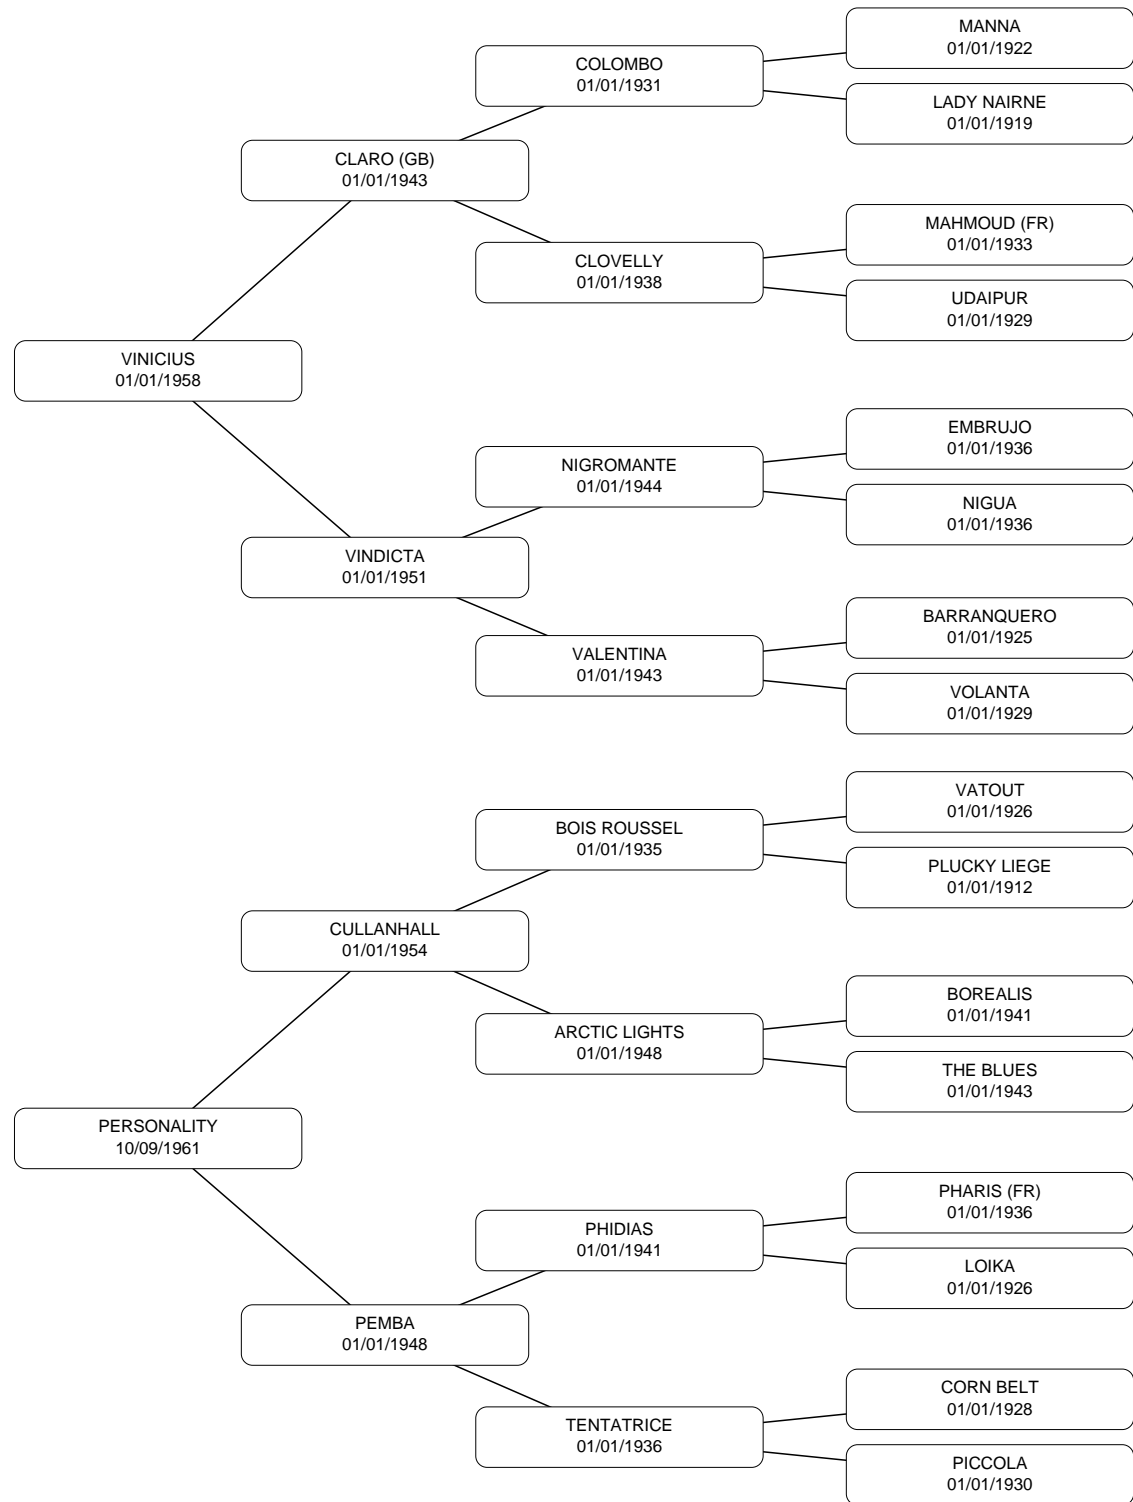 MANNA
01/01/1922
COLOMBO
01/01/1931
LADY NAIRNE
01/01/1919
CLARO (GB)
01/01/1943
MAHMOUD (FR)
01/01/1933
CLOVELLY
01/01/1938
UDAIPUR
01/01/1929
VINICIUS
01/01/1958
EMBRUJO
01/01/1936
NIGROMANTE
01/01/1944
NIGUA
01/01/1936
VINDICTA
01/01/1951
BARRANQUERO
01/01/1925
VALENTINA
01/01/1943
VOLANTA
01/01/1929
VATOUT
01/01/1926
BOIS ROUSSEL
01/01/1935
PLUCKY LIEGE
01/01/1912
CULLANHALL
01/01/1954
BOREALIS
01/01/1941
ARCTIC LIGHTS
01/01/1948
THE BLUES
01/01/1943
PERSONALITY
10/09/1961
PHARIS (FR)
01/01/1936
PHIDIAS
01/01/1941
LOIKA
01/01/1926
PEMBA
01/01/1948
CORN BELT
01/01/1928
TENTATRICE
01/01/1936
PICCOLA
01/01/1930